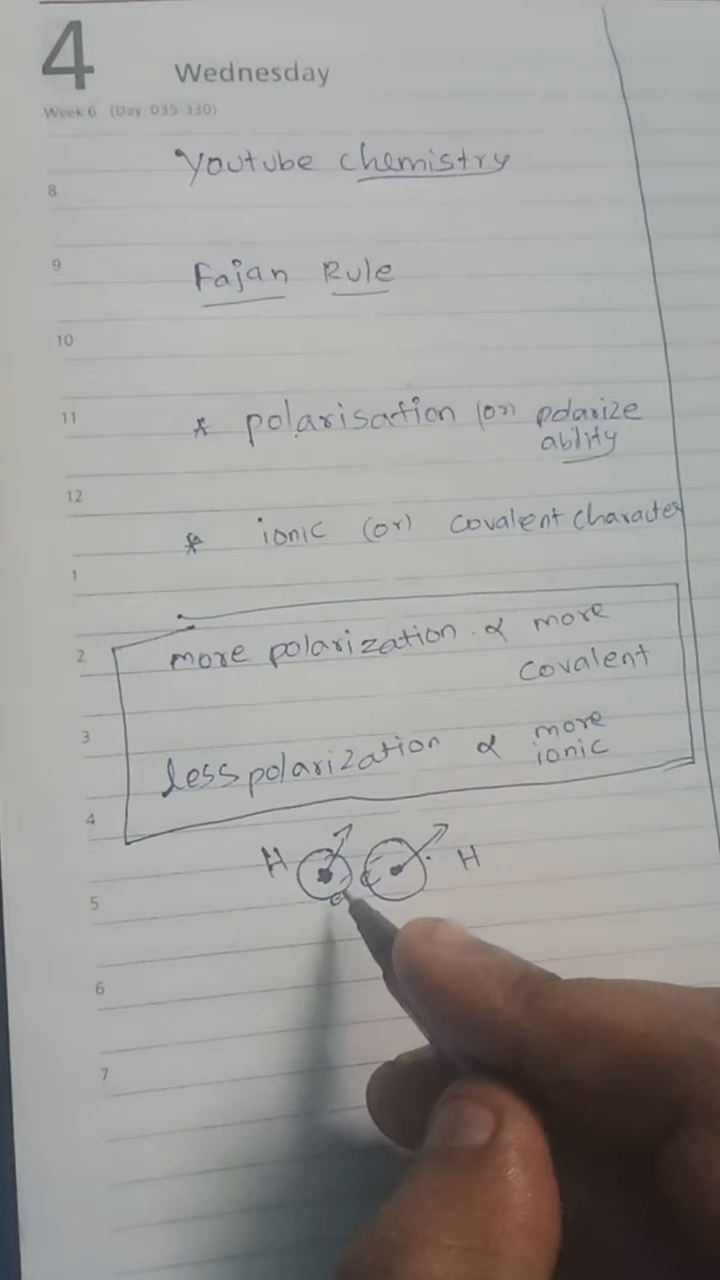 4
Wednesday
Week 6 (Day 035-330)
Youtube chemistry
8
9
Fajan Rule
10
11
* polarisation (or) polarize
ability
12
* ionic (or) covalent character
1
2
more polarization ∝ more
covalent
3
less polarization ∝ more
ionic
4
H H
5
e
6
7